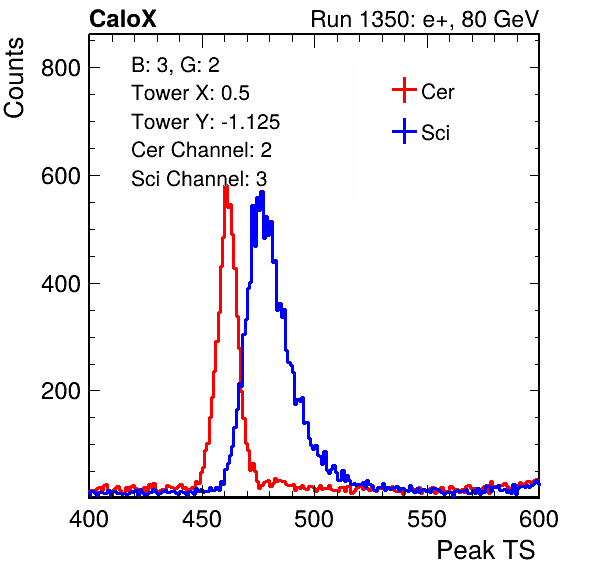 CaloX Run 1350: e+, 80 GeV
Counts
B: 3, G: 2
Tower X: 0.5
Tower Y: -1.125
Cer Channel: 2
Sci Channel: 3
Cer
Sci
800
600
400
200
400 450 500 550 600
Peak TS